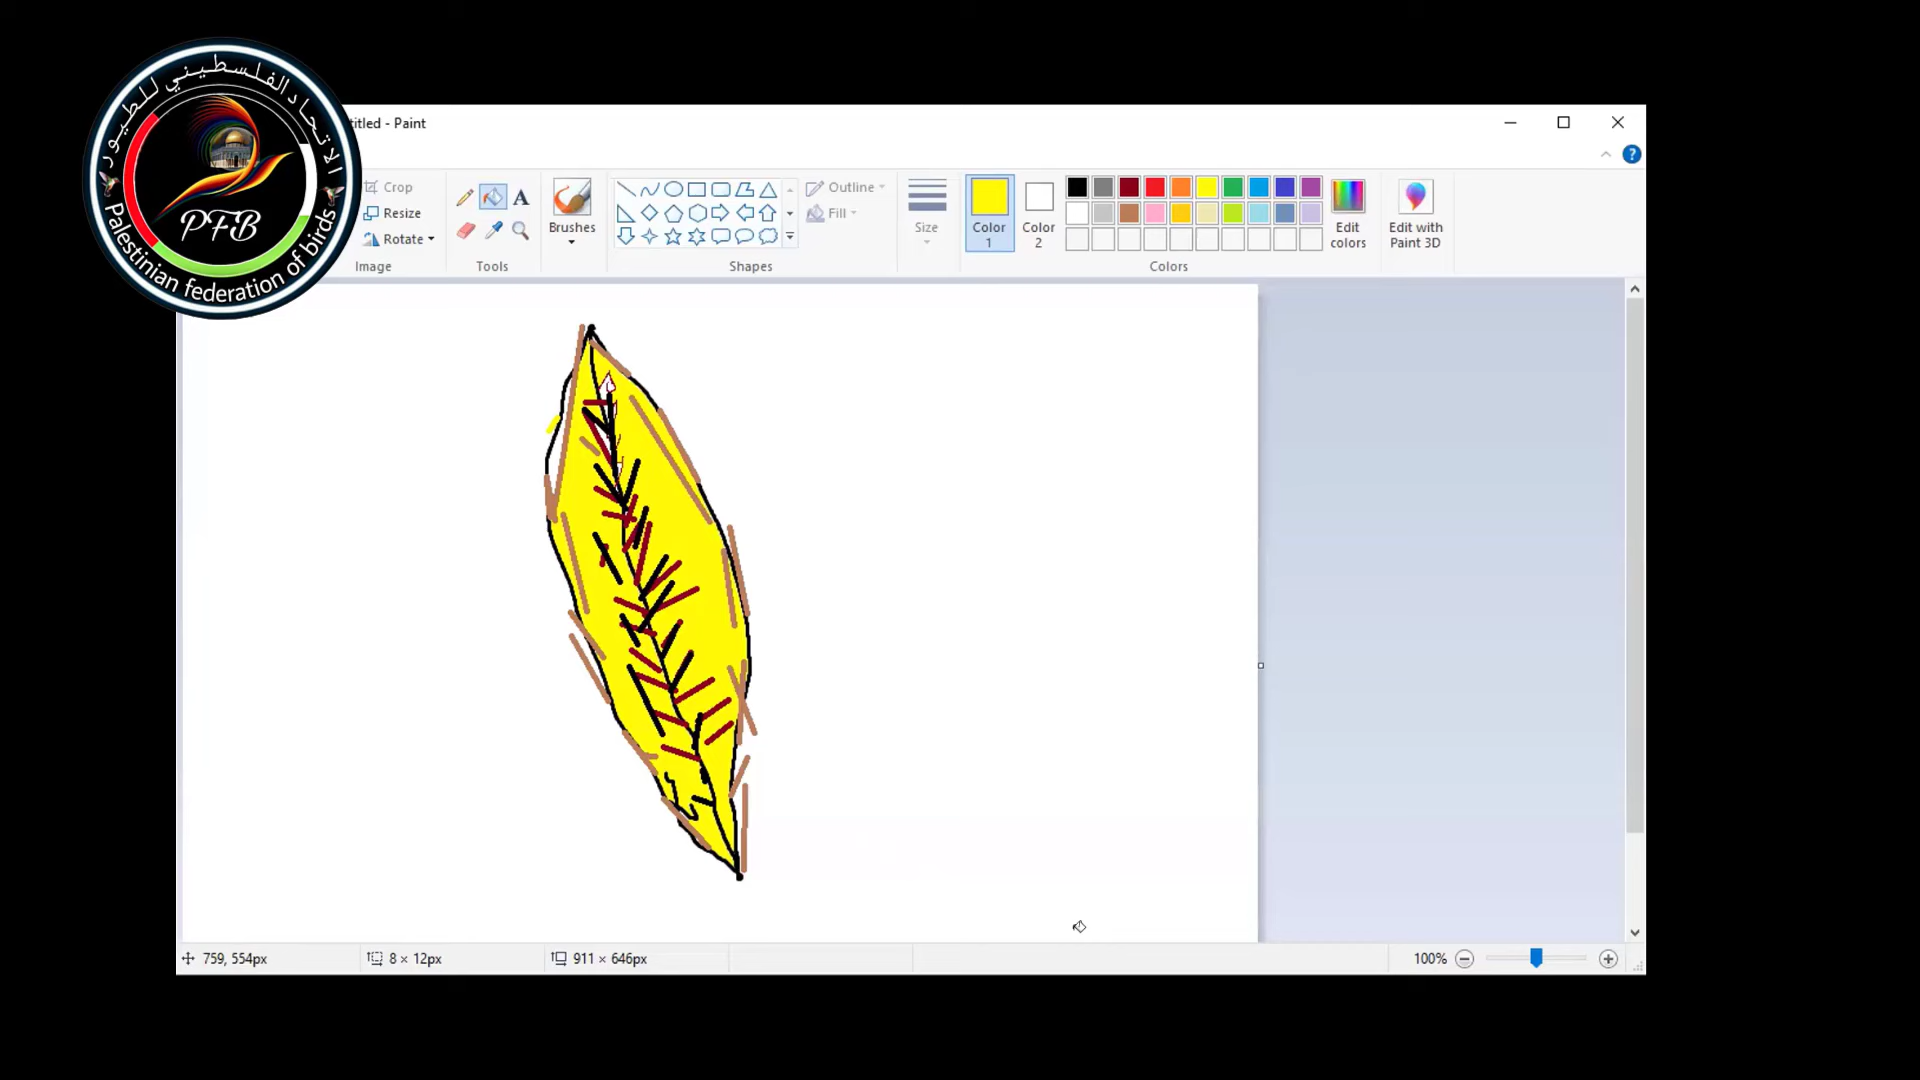 الاتحاد الفلسطيني للطيور
PFB
Palestinian federation of birds
titled - Paint
Crop
Resize
Rotate
Image
Tools
A
Brushes
Shapes
Outline
Fill
Size
Color 1
Color 2
Colors
Edit colors
Edit with Paint 3D
?
759, 554px
8 × 12px
911 × 646px
100%